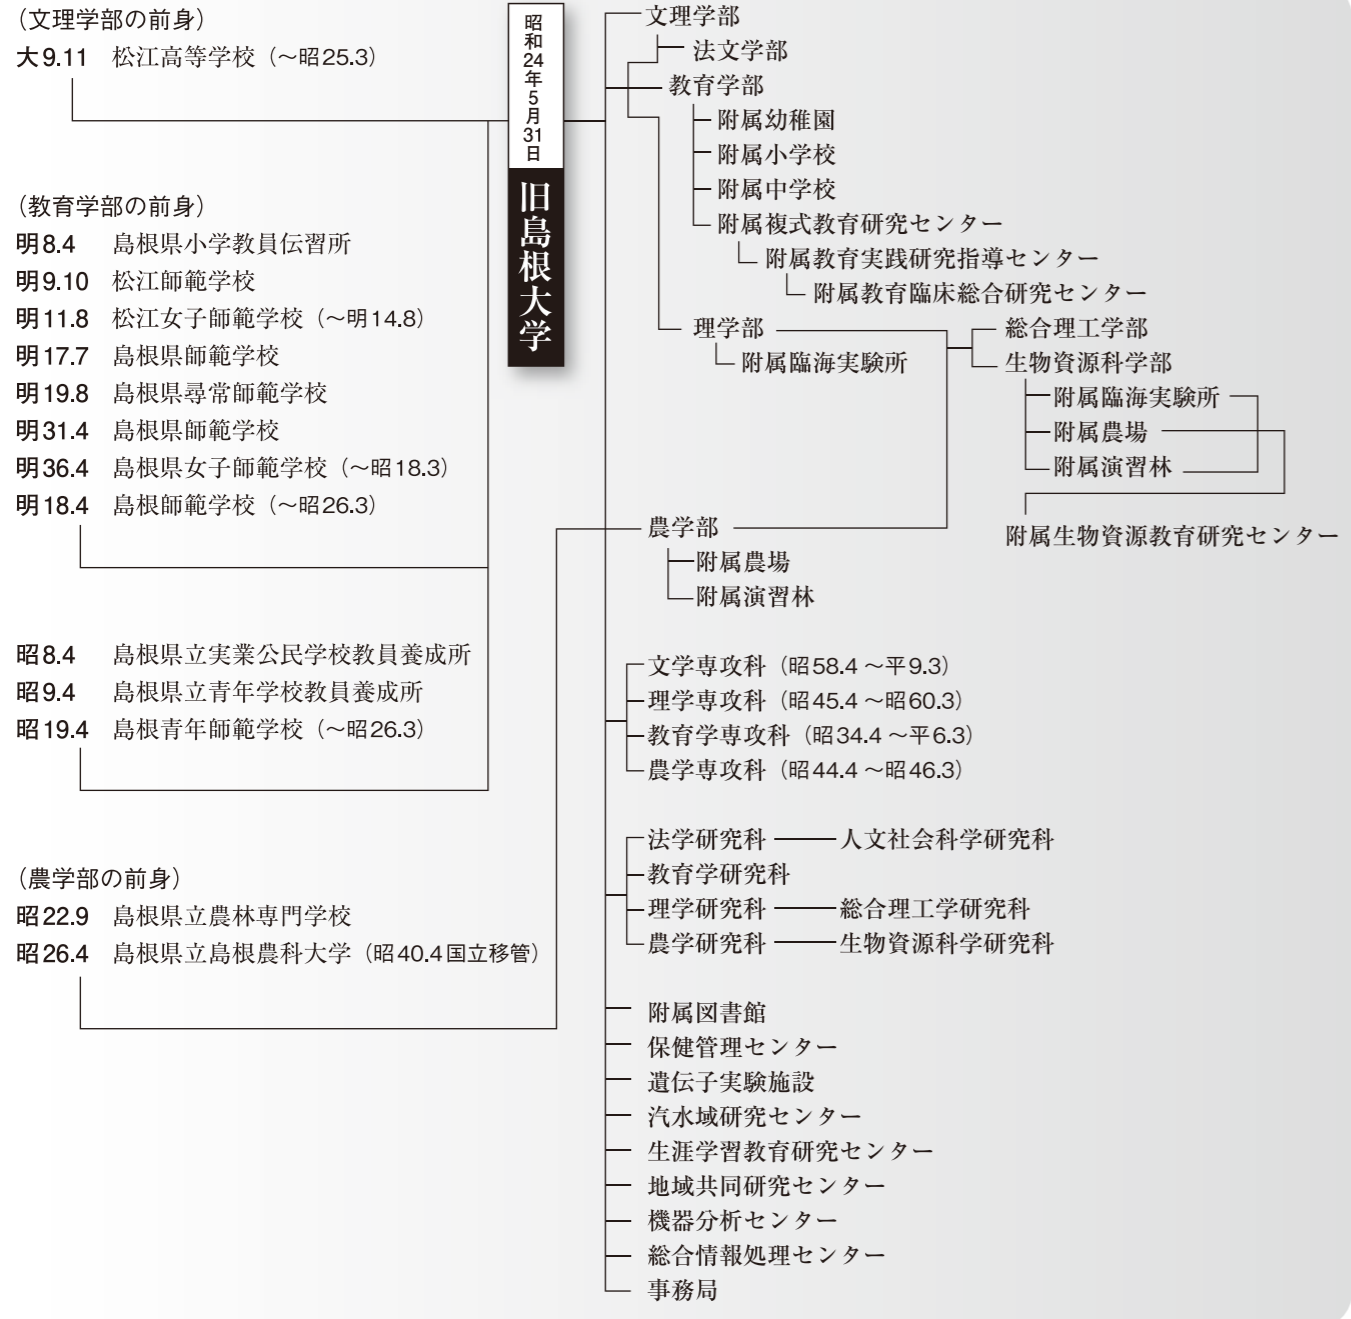 （文理学部の前身）
大9.11 松江高等学校（～昭25.3）
（教育学部の前身）
明8.4 島根県小学教員伝習所
明9.10 松江師範学校
明11.8 松江女子師範学校（～明14.8）
明17.7 島根県師範学校
明19.8 島根県尋常師範学校
明31.4 島根県師範学校
明36.4 島根県女子師範学校（～昭18.3）
明18.4 島根師範学校（～昭26.3）
昭8.4 島根県立実業公民学校教員養成所
昭9.4 島根県立青年学校教員養成所
昭19.4 島根青年師範学校（～昭26.3）
（農学部の前身）
昭22.9 島根県立農林専門学校
昭26.4 島根県立島根農科大学（昭40.4国立移管）
昭和24年5月31日
旧島根大学
文理学部
法文学部
教育学部
附属幼稚園
附属小学校
附属中学校
附属複式教育研究センター
附属教育実践研究指導センター
附属教育臨床総合研究センター
理学部
附属臨海実験所
総合理工学部
生物資源科学部
附属臨海実験所
附属農場
附属演習林
附属生物資源教育研究センター
農学部
附属農場
附属演習林
文学専攻科（昭58.4～平9.3）
理学専攻科（昭45.4～昭60.3）
教育学専攻科（昭34.4～平6.3）
農学専攻科（昭44.4～昭46.3）
法学研究科 人文社会科学研究科
教育学研究科
理学研究科 総合理工学研究科
農学研究科 生物資源科学研究科
附属図書館
保健管理センター
遺伝子実験施設
汽水域研究センター
生涯学習教育研究センター
地域共同研究センター
機器分析センター
総合情報処理センター
事務局